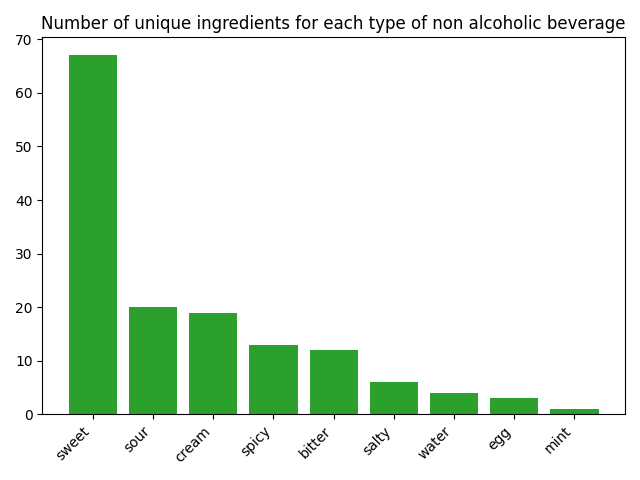 Number of unique ingredients for each type of non alcoholic beverage
70
60
50
40
30
20
10
0
sweet
sour
cream
spicy
bitter
salty
water
egg
mint